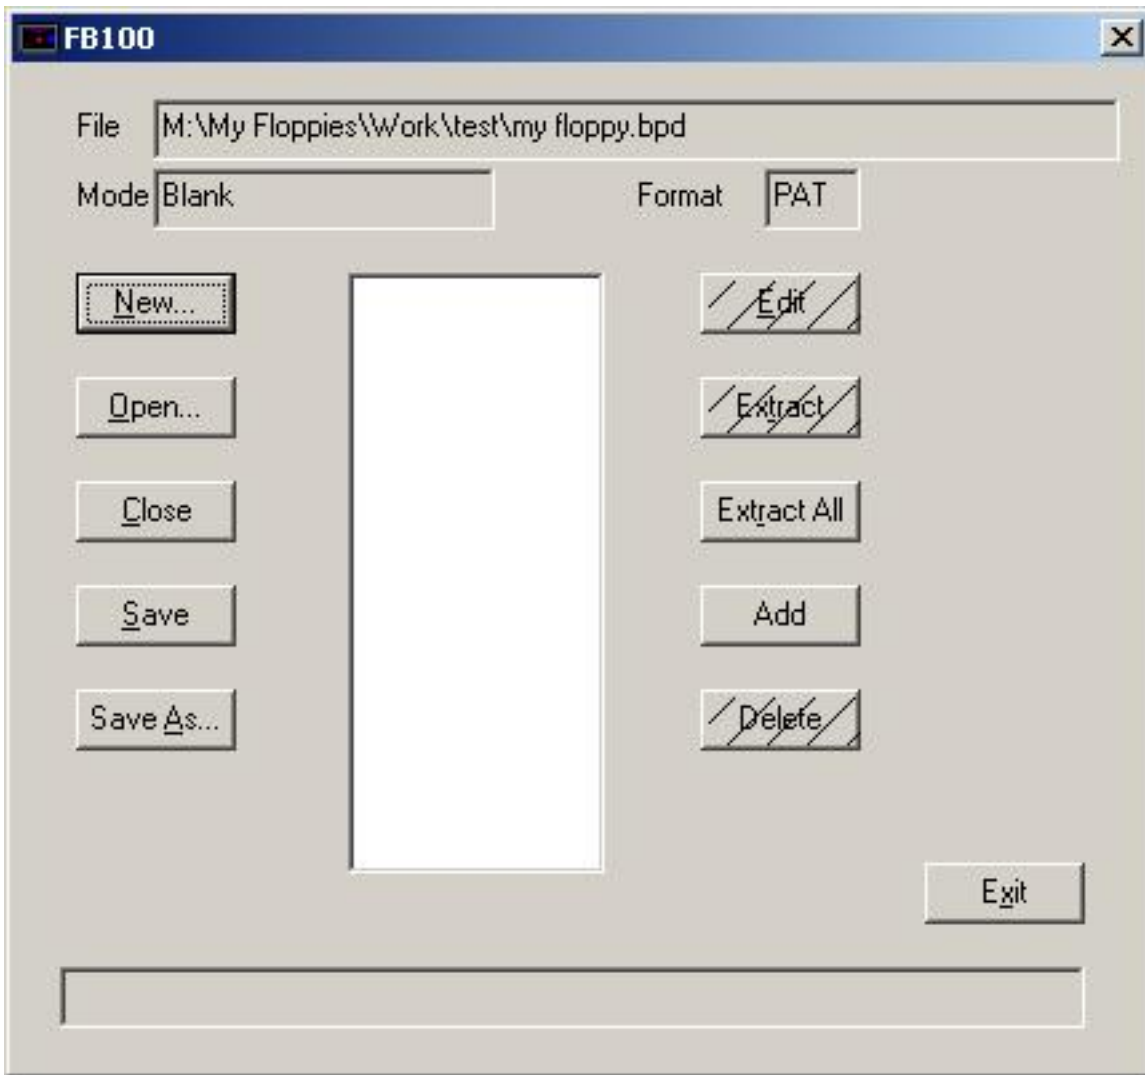 FB100
File M:\My Floppies\Work\test\my floppy.bpd
Mode Blank Format PAT
New... Edit
Open... Extract
Close Extract All
Save Add
Save As... Delete
Exit